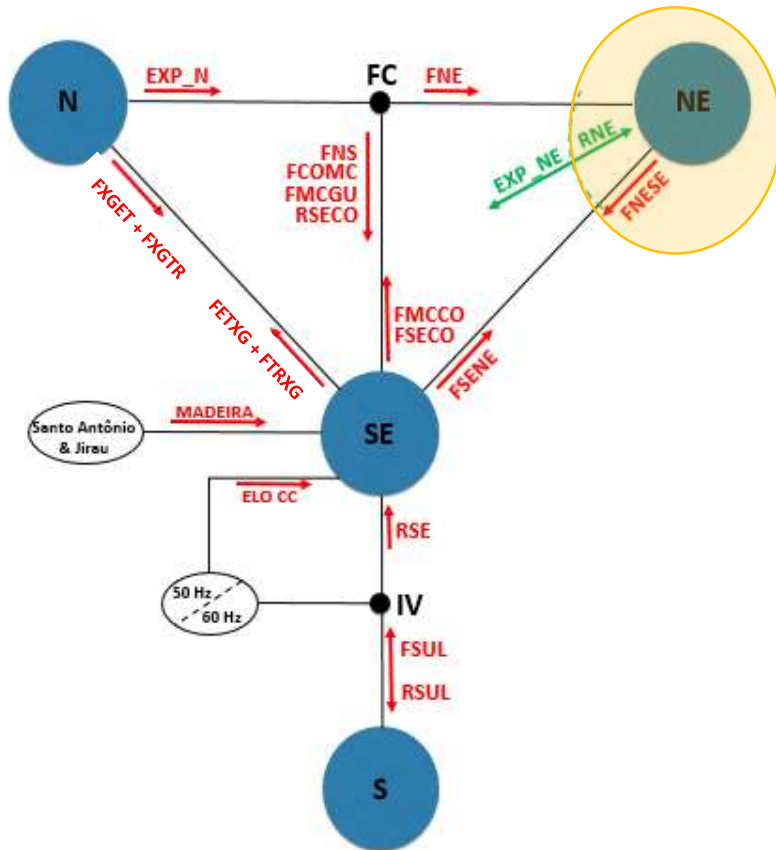 FC
EXP_N
FNE
N
NE
FNS
FCOMC
FMCGU
RSECO
EXP_NE
RNE
FNESE
FXGET + FXGTR
FETXG + FTRXG
FMCCO
FSECO
FSENE
MADEIRA
Santo Antônio
& Jirau
SE
ELO CC
RSE
50 Hz
60 Hz
IV
FSUL
RSUL
S